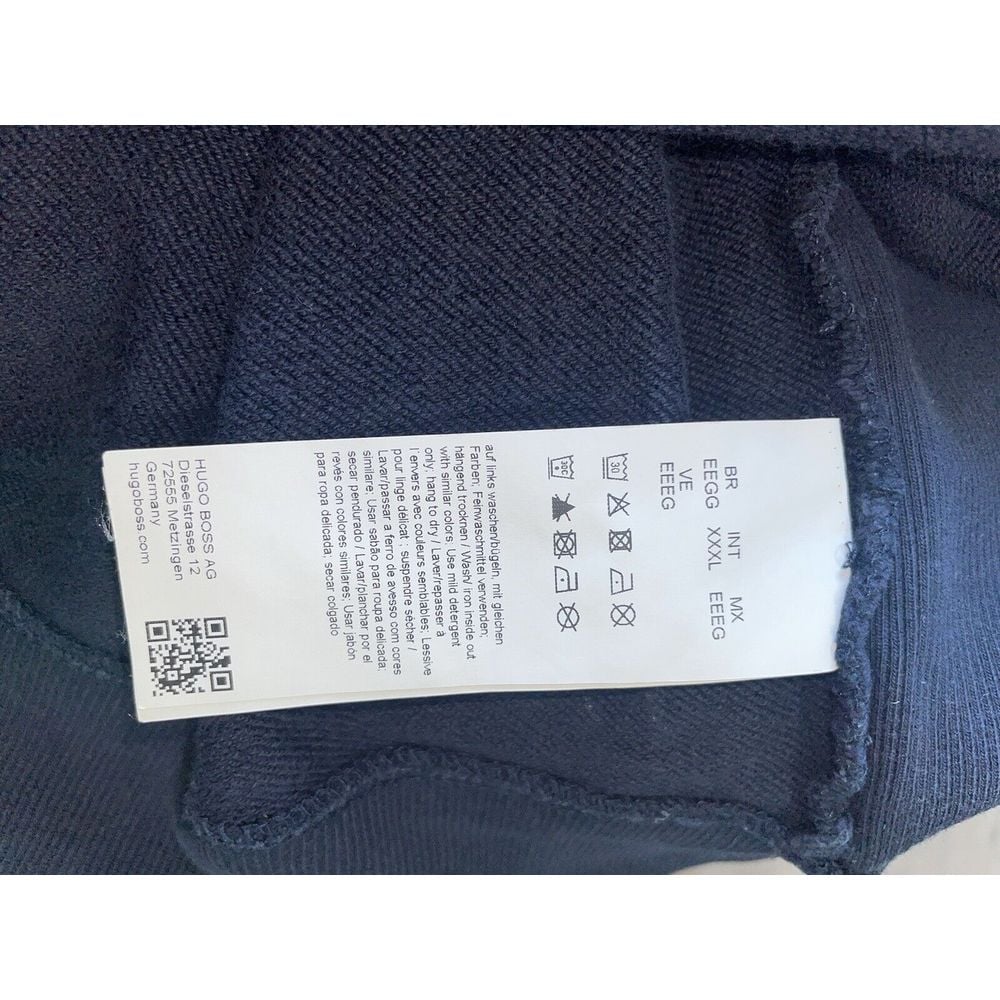 BR INT MX
EEGG XXXL EEEG
VE
EEEG
30
30C
auf links waschen/bügeln, mit gleichen
Farben; Feinwaschmittel verwenden;
hängend trocknen / Wash/ iron inside out
with similar colors; Use mild detergent
only; hang to dry / Laver/repasser à
l'envers avec couleurs semblables; Lessive
pour linge délicat ; suspendre sécher /
Lavar/passar a ferro de avesso com cores
similare; Usar sabão para roupa delicada;
secar pendurado / Lavar/planchar por el
revés con colores similares; Usar jabón
para ropa delicada; secar colgado
HUGO BOSS AG
Dieselstrasse 12
72555 Metzingen
Germany
hugoboss.com